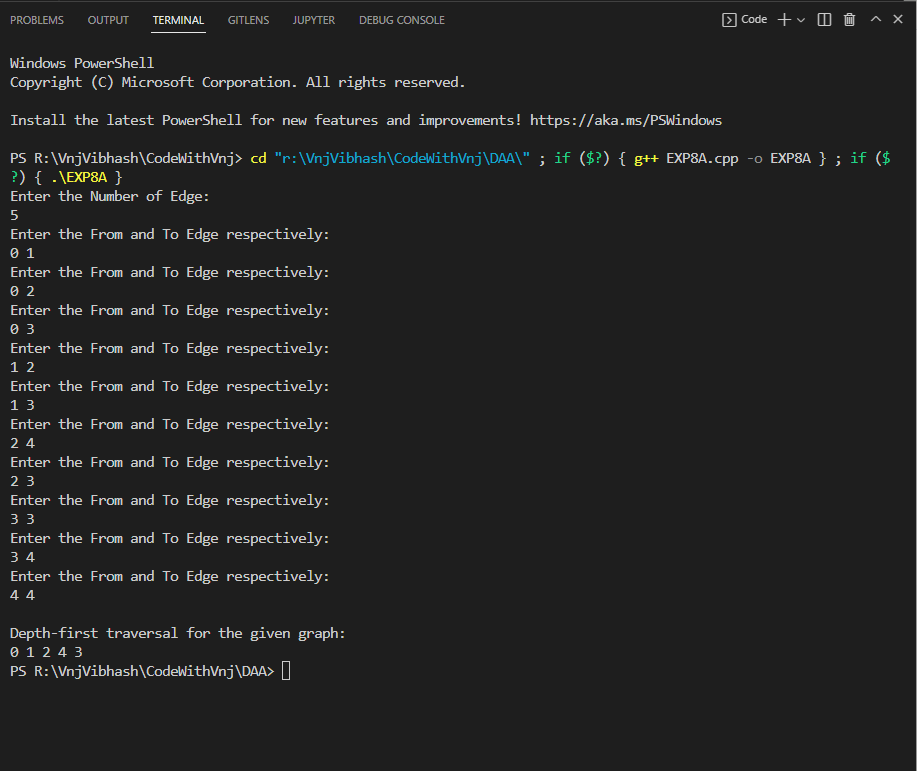 PROBLEMS OUTPUT TERMINAL GITLENS JUPYTER DEBUG CONSOLE Code
Windows PowerShell
Copyright (C) Microsoft Corporation. All rights reserved.
Install the latest PowerShell for new features and improvements! https://aka.ms/PSWindows
PS R:\VnjVibhash\CodeWithVnj> cd "r:\VnjVibhash\CodeWithVnj\DAA\" ; if ($?) { g++ EXP8A.cpp -o EXP8A } ; if ($
?) { .\EXP8A }
Enter the Number of Edge:
5
Enter the From and To Edge respectively:
0 1
Enter the From and To Edge respectively:
0 2
Enter the From and To Edge respectively:
0 3
Enter the From and To Edge respectively:
1 2
Enter the From and To Edge respectively:
1 3
Enter the From and To Edge respectively:
2 4
Enter the From and To Edge respectively:
2 3
Enter the From and To Edge respectively:
3 3
Enter the From and To Edge respectively:
3 4
Enter the From and To Edge respectively:
4 4
Depth-first traversal for the given graph:
0 1 2 4 3
PS R:\VnjVibhash\CodeWithVnj\DAA>